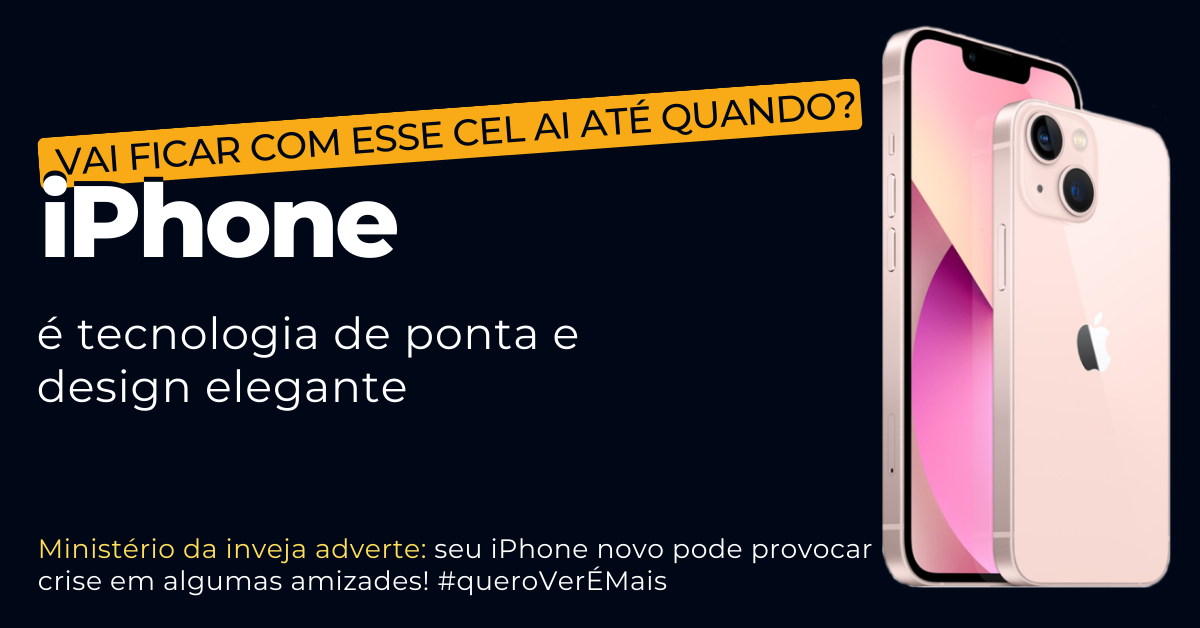 VAI FICAR COM ESSE CEL AI ATÉ QUANDO?
iPhone
é tecnologia de ponta e
design elegante
Ministério da inveja adverte: seu iPhone novo pode provocar
crise em algumas amizades! #queroVerÉMais